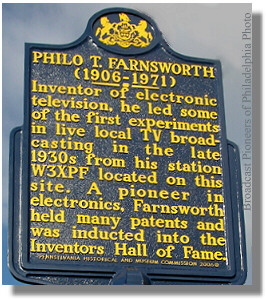 PHILO T. FARNSWORTH
(1906-1971)
Inventor of electronic
television, he led some
of the first experiments
in live local TV broad-
casting in the late
1930s from his station
W3XPF located on this
site. A pioneer in
electronics, Farnsworth
held many patents and
was inducted into the
Inventors Hall of Fame.
PENNSYLVANIA HISTORICAL AND MUSEUM COMMISSION 2006
Broadcast Pioneers of Philadelphia Photo